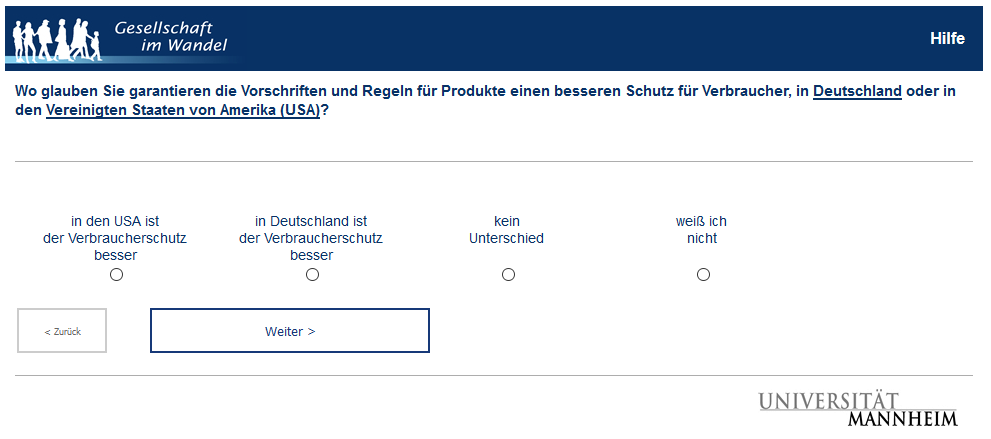 Gesellschaft
im Wandel
Hilfe
Wo glauben Sie garantieren die Vorschriften und Regeln für Produkte einen besseren Schutz für Verbraucher, in Deutschland oder in
den Vereinigten Staaten von Amerika (USA)?
in den USA ist
der Verbraucherschutz
besser
in Deutschland ist
der Verbraucherschutz
besser
kein
Unterschied
weiß ich
nicht
< Zurück
Weiter >
UNIVERSITÄT
MANNHEIM